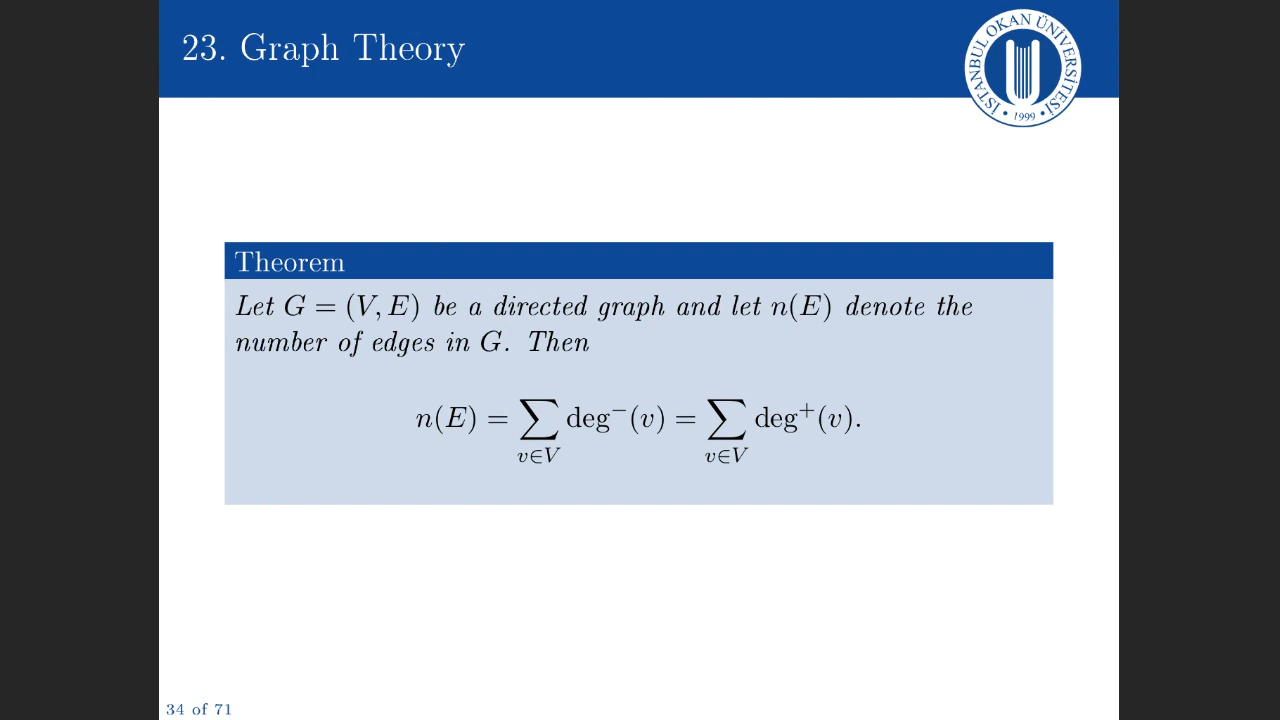 23. Graph Theory
İSTANBUL OKAN ÜNİVERSİTESİ
• 1999 •
Theorem
Let G = (V, E) be a directed graph and let n(E) denote the
number of edges in G. Then
n(E) = ∑_{v∈V} deg⁻(v) = ∑_{v∈V} deg⁺(v).
34 of 71